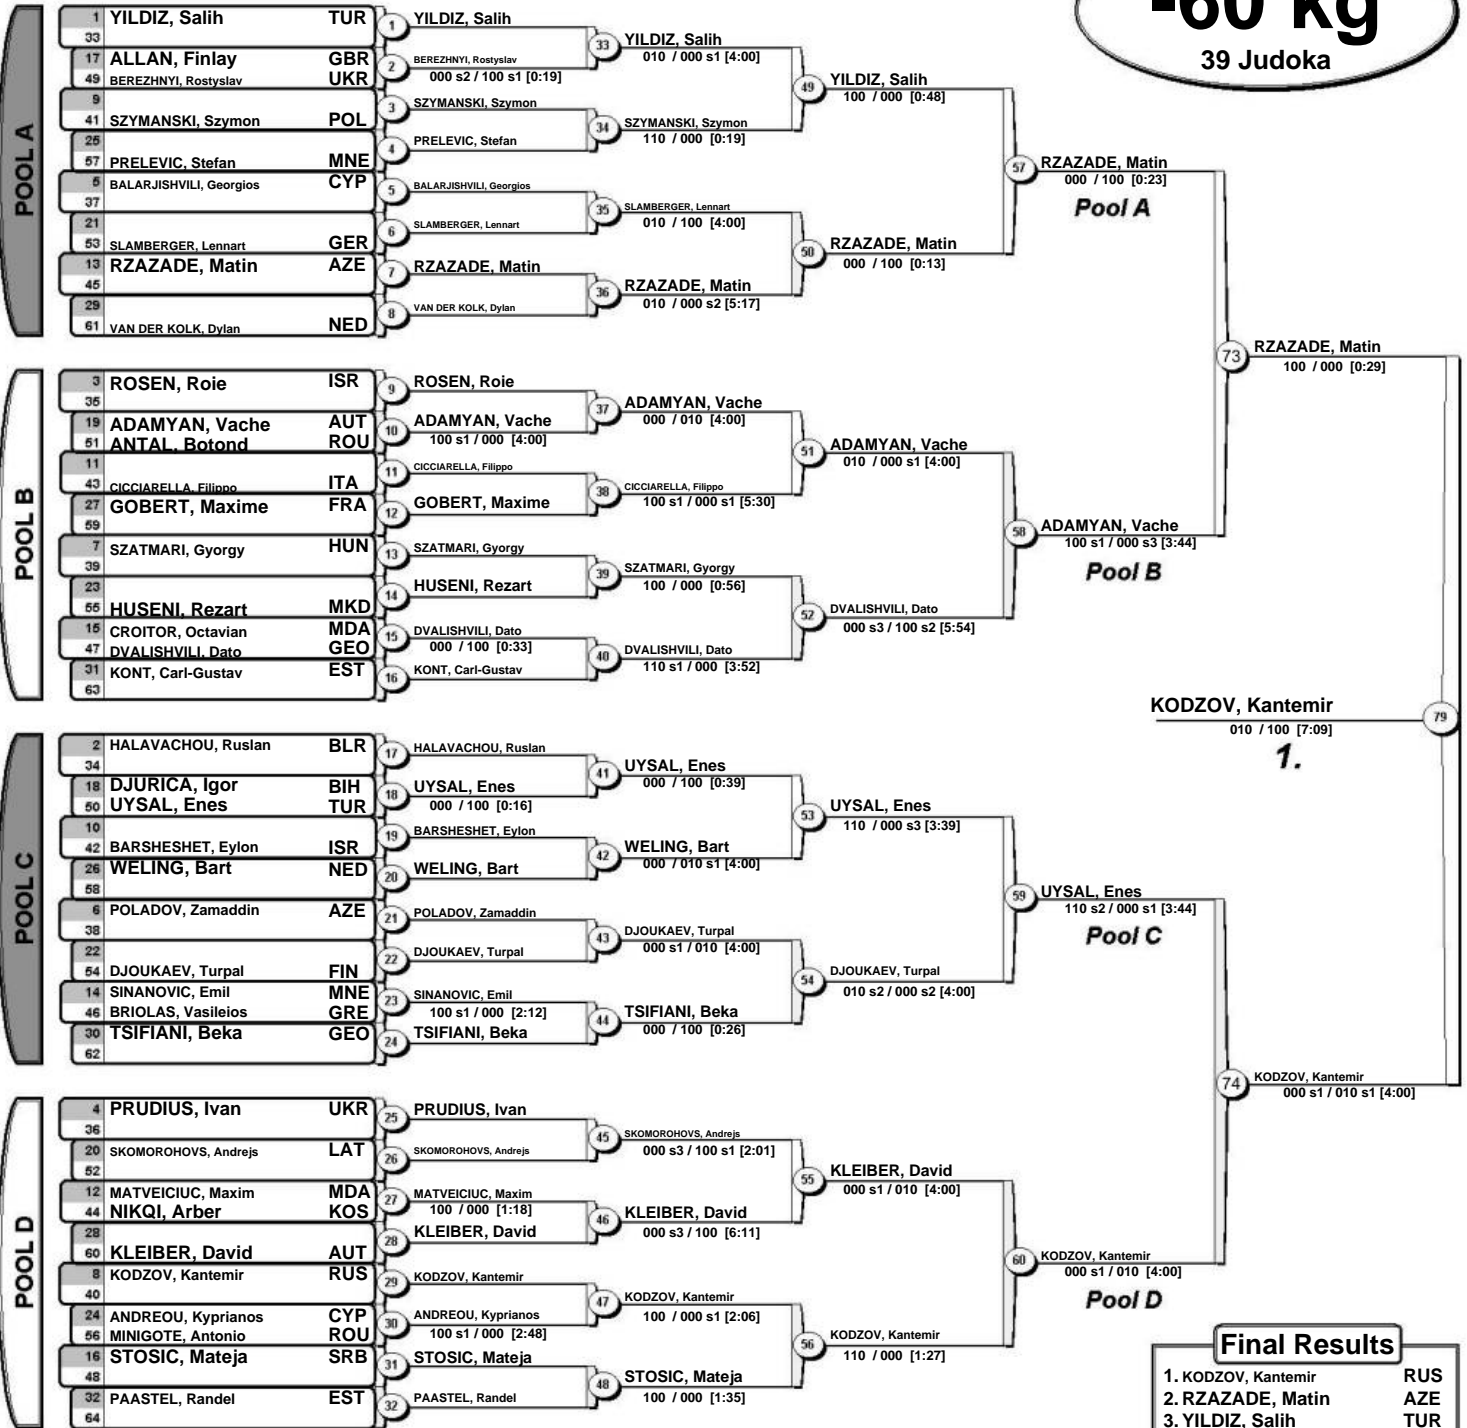 -60 kg
39 Judoka
POOL A
1 YILDIZ, Salih TUR
33
17 ALLAN, Finlay GBR
49 BEREZHNYI, Rostyslav UKR
9
41 SZYMANSKI, Szymon POL
25
57 PRELEVIC, Stefan MNE
5 BALARJISHVILI, Georgios CYP
37
21
53 SLAMBERGER, Lennart GER
13 RZAZADE, Matin AZE
45
29
61 VAN DER KOLK, Dylan NED
1 YILDIZ, Salih
2 BEREZHNYI, Rostyslav
000 s2 / 100 s1 [0:19]
3 SZYMANSKI, Szymon
4 PRELEVIC, Stefan
5 BALARJISHVILI, Georgios
6 SLAMBERGER, Lennart
7 RZAZADE, Matin
8 VAN DER KOLK, Dylan
33 YILDIZ, Salih
010 / 000 s1 [4:00]
34 SZYMANSKI, Szymon
110 / 000 [0:19]
35 SLAMBERGER, Lennart
010 / 100 [4:00]
36 RZAZADE, Matin
010 / 000 s2 [5:17]
49 YILDIZ, Salih
100 / 000 [0:48]
50 RZAZADE, Matin
000 / 100 [0:13]
57 RZAZADE, Matin
000 / 100 [0:23]
Pool A
POOL B
3 ROSEN, Roie ISR
35
19 ADAMYAN, Vache AUT
51 ANTAL, Botond ROU
11
43 CICCIARELLA, Filippo ITA
27 GOBERT, Maxime FRA
59
7 SZATMARI, Gyorgy HUN
39
23
55 HUSENI, Rezart MKD
15 CROITOR, Octavian MDA
47 DVALISHVILI, Dato GEO
31 KONT, Carl-Gustav EST
63
9 ROSEN, Roie
10 ADAMYAN, Vache
100 s1 / 000 [4:00]
11 CICCIARELLA, Filippo
12 GOBERT, Maxime
13 SZATMARI, Gyorgy
14 HUSENI, Rezart
15 DVALISHVILI, Dato
000 / 100 [0:33]
16 KONT, Carl-Gustav
37 ADAMYAN, Vache
000 / 010 [4:00]
38 CICCIARELLA, Filippo
100 s1 / 000 s1 [5:30]
39 SZATMARI, Gyorgy
100 / 000 [0:56]
40 DVALISHVILI, Dato
110 s1 / 000 [3:52]
51 ADAMYAN, Vache
010 / 000 s1 [4:00]
52 DVALISHVILI, Dato
000 s3 / 100 s2 [5:54]
58 ADAMYAN, Vache
100 s1 / 000 s3 [3:44]
Pool B
73 RZAZADE, Matin
100 / 000 [0:29]
KODZOV, Kantemir 79
010 / 100 [7:09]
1.
POOL C
2 HALAVACHOU, Ruslan BLR
34
18 DJURICA, Igor BIH
50 UYSAL, Enes TUR
10
42 BARSHESHET, Eylon ISR
26 WELING, Bart NED
58
6 POLADOV, Zamaddin AZE
38
22
54 DJOUKAEV, Turpal FIN
14 SINANOVIC, Emil MNE
46 BRIOLAS, Vasileios GRE
30 TSIFIANI, Beka GEO
62
17 HALAVACHOU, Ruslan
18 UYSAL, Enes
000 / 100 [0:16]
19 BARSHESHET, Eylon
20 WELING, Bart
21 POLADOV, Zamaddin
22 DJOUKAEV, Turpal
23 SINANOVIC, Emil
100 s1 / 000 [2:12]
24 TSIFIANI, Beka
41 UYSAL, Enes
000 / 100 [0:39]
42 WELING, Bart
000 / 010 s1 [4:00]
43 DJOUKAEV, Turpal
000 s1 / 010 [4:00]
44 TSIFIANI, Beka
000 / 100 [0:26]
53 UYSAL, Enes
110 / 000 s3 [3:39]
54 DJOUKAEV, Turpal
010 s2 / 000 s2 [4:00]
59 UYSAL, Enes
110 s2 / 000 s1 [3:44]
Pool C
POOL D
4 PRUDIUS, Ivan UKR
36
20 SKOMOROHOVS, Andrejs LAT
52
12 MATVEICIUC, Maxim MDA
44 NIKQI, Arber KOS
28
60 KLEIBER, David AUT
8 KODZOV, Kantemir RUS
40
24 ANDREOU, Kyprianos CYP
56 MINIGOTE, Antonio ROU
16 STOSIC, Mateja SRB
48
32 PAASTEL, Randel EST
64
25 PRUDIUS, Ivan
26 SKOMOROHOVS, Andrejs
27 MATVEICIUC, Maxim
100 / 000 [1:18]
28 KLEIBER, David
29 KODZOV, Kantemir
30 ANDREOU, Kyprianos
100 s1 / 000 [2:48]
31 STOSIC, Mateja
32 PAASTEL, Randel
45 SKOMOROHOVS, Andrejs
000 s3 / 100 s1 [2:01]
46 KLEIBER, David
000 s3 / 100 [6:11]
47 KODZOV, Kantemir
100 / 000 s1 [2:06]
48 STOSIC, Mateja
100 / 000 [1:35]
55 KLEIBER, David
000 s1 / 010 [4:00]
56 KODZOV, Kantemir
110 / 000 [1:27]
60 KODZOV, Kantemir
000 s1 / 010 [4:00]
Pool D
74 KODZOV, Kantemir
000 s1 / 010 s1 [4:00]
Final Results
1. KODZOV, Kantemir RUS
2. RZAZADE, Matin AZE
3. YILDIZ, Salih TUR